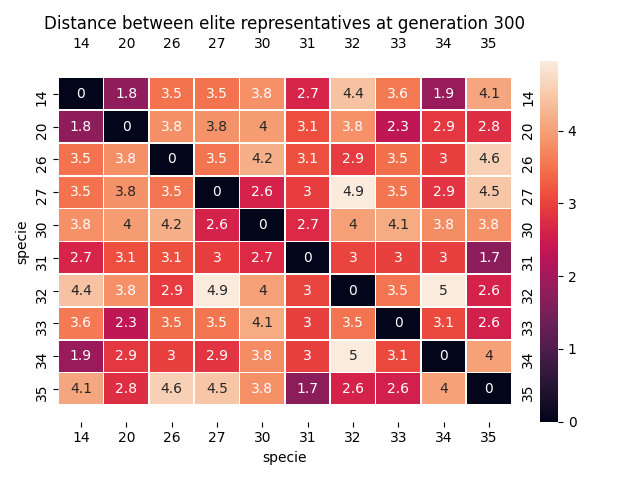 Distance between elite representatives at generation 300
14 20 26 27 30 31 32 33 34 35
14 0 1.8 3.5 3.5 3.8 2.7 4.4 3.6 1.9 4.1 14
20 1.8 0 3.8 3.8 4 3.1 3.8 2.3 2.9 2.8 20
26 3.5 3.8 0 3.5 4.2 3.1 2.9 3.5 3 4.6 26
27 3.5 3.8 3.5 0 2.6 3 4.9 3.5 2.9 4.5 27
30 3.8 4 4.2 2.6 0 2.7 4 4.1 3.8 3.8 30
31 2.7 3.1 3.1 3 2.7 0 3 3 3 1.7 31
32 4.4 3.8 2.9 4.9 4 3 0 3.5 5 2.6 32
33 3.6 2.3 3.5 3.5 4.1 3 3.5 0 3.1 2.6 33
34 1.9 2.9 3 2.9 3.8 3 5 3.1 0 4 34
35 4.1 2.8 4.6 4.5 3.8 1.7 2.6 2.6 4 0 35
14 20 26 27 30 31 32 33 34 35
specie
specie
4
3
2
1
0